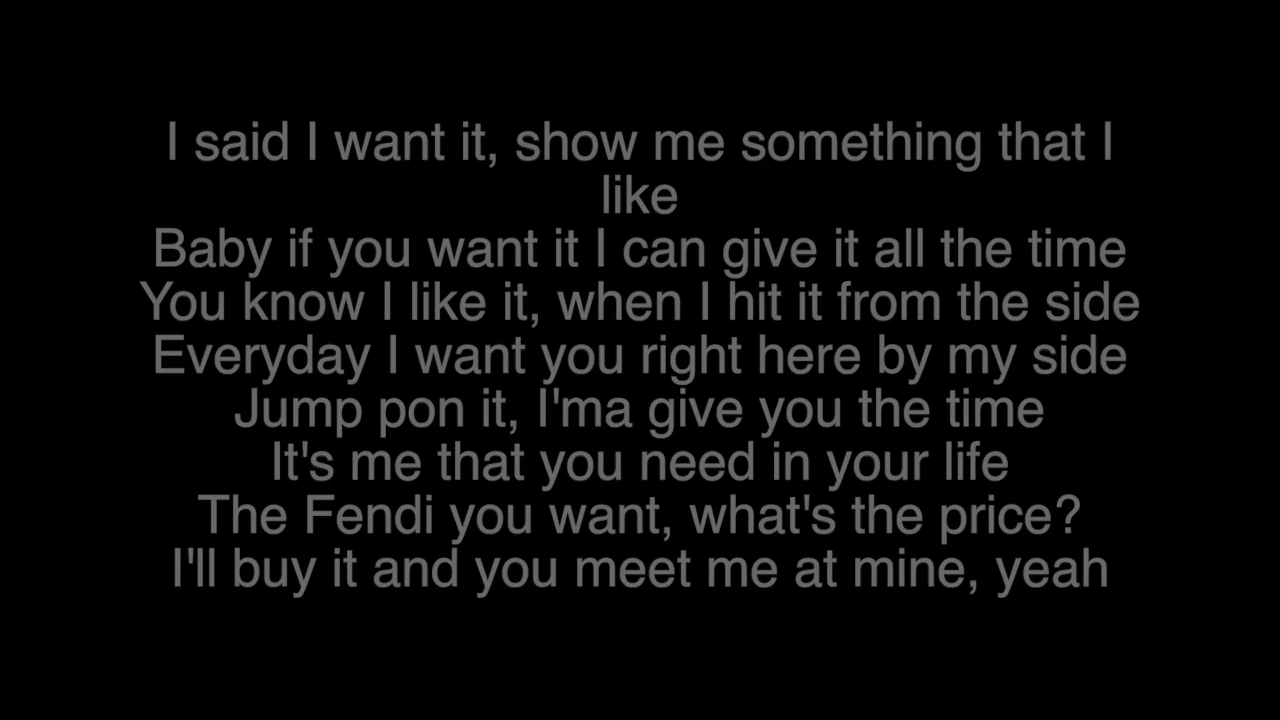 I said I want it, show me something that I
like
Baby if you want it I can give it all the time
You know I like it, when I hit it from the side
Everyday I want you right here by my side
Jump pon it, I'ma give you the time
It's me that you need in your life
The Fendi you want, what's the price?
I'll buy it and you meet me at mine, yeah